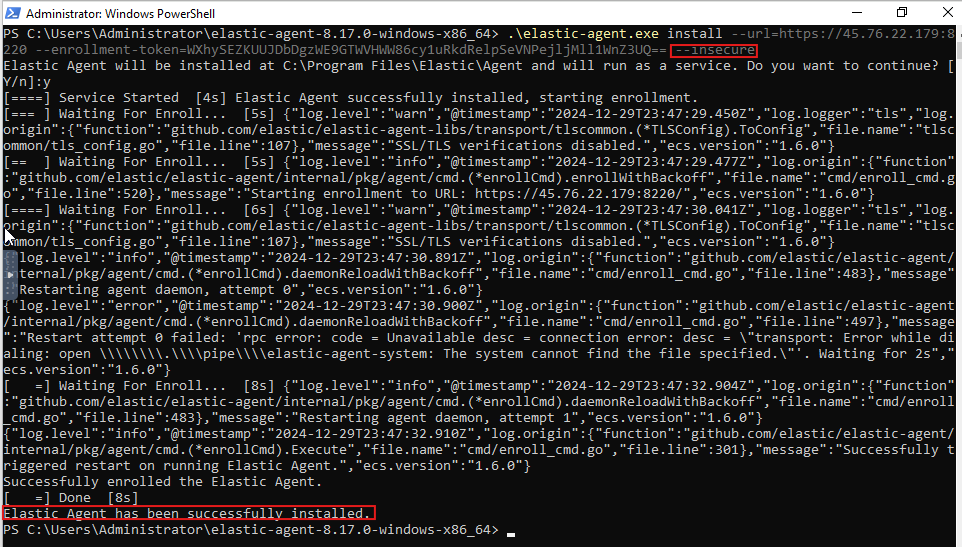 Administrator: Windows PowerShell
PS C:\Users\Administrator\elastic-agent-8.17.0-windows-x86_64> .\elastic-agent.exe install --url=https://45.76.22.179:8
220 --enrollment-token=WXhySEZKUUJDbDgzWE9GTWVHWW86cy1uRkdRelpSeVNPejljMll1WnZ3UQ== --insecure
Elastic Agent will be installed at C:\Program Files\Elastic\Agent and will run as a service. Do you want to continue? [
Y/n]:y
[====] Service Started  [4s] Elastic Agent successfully installed, starting enrollment.
[=== ] Waiting For Enroll...  [5s] {"log.level":"warn","@timestamp":"2024-12-29T23:47:29.450Z","log.logger":"tls","log.
origin":{"function":"github.com/elastic/elastic-agent-libs/transport/tlscommon.(*TLSConfig).ToConfig","file.name":"tlsc
ommon/tls_config.go","file.line":107},"message":"SSL/TLS verifications disabled.","ecs.version":"1.6.0"}
[==  ] Waiting For Enroll...  [5s] {"log.level":"info","@timestamp":"2024-12-29T23:47:29.477Z","log.origin":{"function"
:"github.com/elastic/elastic-agent/internal/pkg/agent/cmd.(*enrollCmd).enrollWithBackoff","file.name":"cmd/enroll_cmd.g
o","file.line":520},"message":"Starting enrollment to URL: https://45.76.22.179:8220/","ecs.version":"1.6.0"}
[====] Waiting For Enroll...  [6s] {"log.level":"warn","@timestamp":"2024-12-29T23:47:30.041Z","log.logger":"tls","log.
origin":{"function":"github.com/elastic/elastic-agent-libs/transport/tlscommon.(*TLSConfig).ToConfig","file.name":"tlsc
ommon/tls_config.go","file.line":107},"message":"SSL/TLS verifications disabled.","ecs.version":"1.6.0"}
"log.level":"info","@timestamp":"2024-12-29T23:47:30.891Z","log.origin":{"function":"github.com/elastic/elastic-agent/
internal/pkg/agent/cmd.(*enrollCmd).daemonReloadWithBackoff","file.name":"cmd/enroll_cmd.go","file.line":483},"message"
"Restarting agent daemon, attempt 0","ecs.version":"1.6.0"}
{"log.level":"error","@timestamp":"2024-12-29T23:47:30.900Z","log.origin":{"function":"github.com/elastic/elastic-agent
/internal/pkg/agent/cmd.(*enrollCmd).daemonReloadWithBackoff","file.name":"cmd/enroll_cmd.go","file.line":497},"message
":"Restart attempt 0 failed: 'rpc error: code = Unavailable desc = connection error: desc = \"transport: Error while di
aling: open \\\\\\\\.\\\\pipe\\\\elastic-agent-system: The system cannot find the file specified.\"'. Waiting for 2s","
ecs.version":"1.6.0"}
[   =] Waiting For Enroll...  [8s] {"log.level":"info","@timestamp":"2024-12-29T23:47:32.904Z","log.origin":{"function"
:"github.com/elastic/elastic-agent/internal/pkg/agent/cmd.(*enrollCmd).daemonReloadWithBackoff","file.name":"cmd/enroll
_cmd.go","file.line":483},"message":"Restarting agent daemon, attempt 1","ecs.version":"1.6.0"}
{"log.level":"info","@timestamp":"2024-12-29T23:47:32.910Z","log.origin":{"function":"github.com/elastic/elastic-agent/
internal/pkg/agent/cmd.(*enrollCmd).Execute","file.name":"cmd/enroll_cmd.go","file.line":301},"message":"Successfully t
riggered restart on running Elastic Agent.","ecs.version":"1.6.0"}
Successfully enrolled the Elastic Agent.
[   =] Done  [8s]
Elastic Agent has been successfully installed.
PS C:\Users\Administrator\elastic-agent-8.17.0-windows-x86_64>